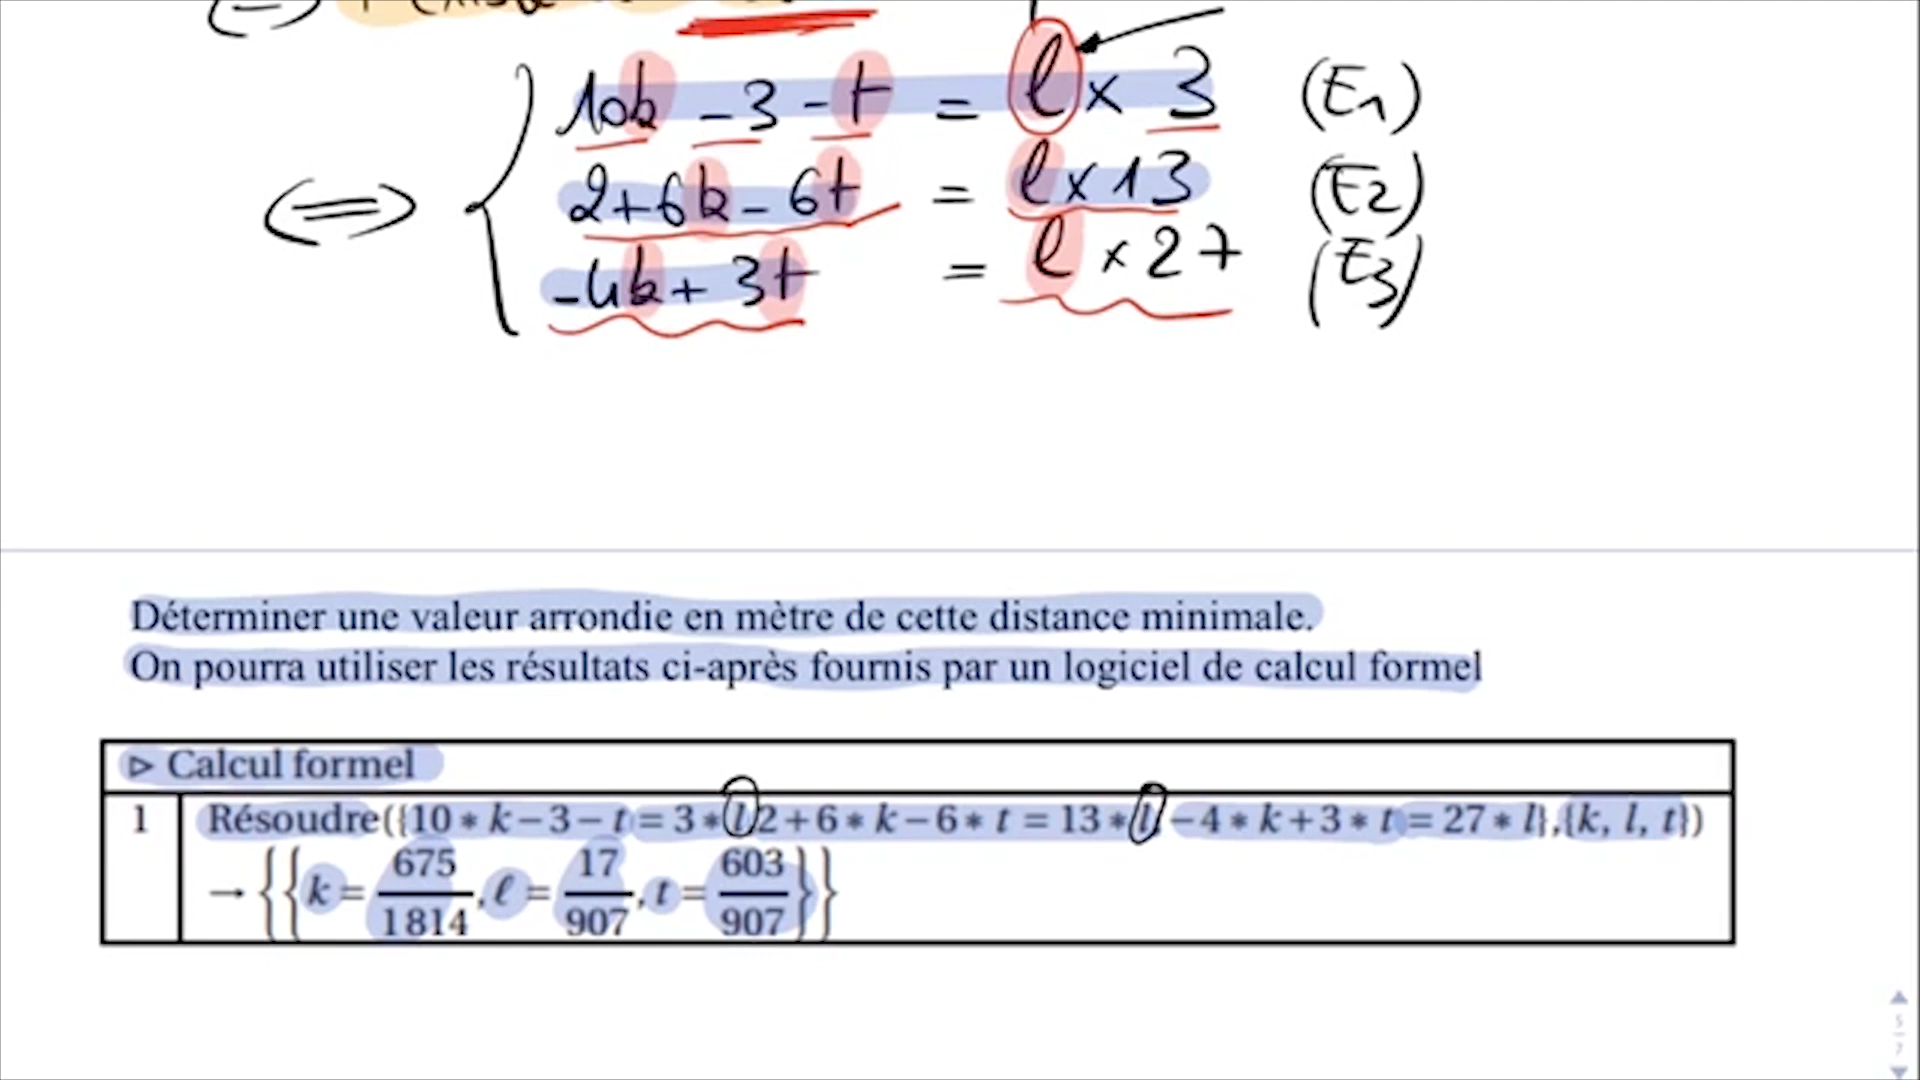 10k - 3 - t = l x 3 (E1)
⇔ 2+6k - 6t = l x 13 (E2)
-4k + 3t = l x 27 (E3)
Déterminer une valeur arrondie en mètre de cette distance minimale.
On pourra utiliser les résultats ci-après fournis par un logiciel de calcul formel
▷ Calcul formel
1 Résoudre({10 * k − 3 − t = 3 * l, 2 + 6 * k − 6 * t = 13 * l, −4 * k + 3 * t = 27 * l}, {k, l, t})
→ {{k = 675/1814, ℓ = 17/907, t = 603/907}}
5
7